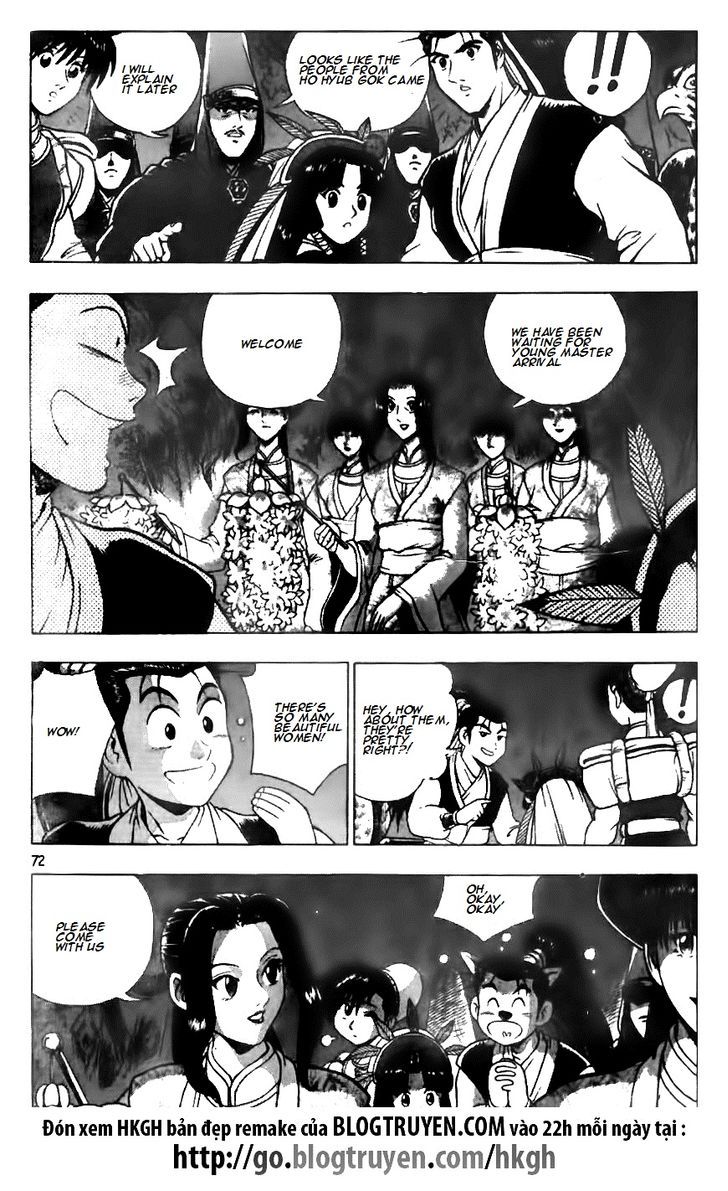 I WILL
EXPLAIN
IT LATER
LOOKS LIKE THE
PEOPLE FROM
HO HYUB GOK CAME
!!
WELCOME
WE HAVE BEEN
WAITING FOR
YOUNG MASTER
ARRIVAL
WOW!
THERE'S
SO MANY
BEAUTIFUL
WOMEN!
HEY, HOW
ABOUT THEM,
THEY'RE
PRETTY
RIGHT?!
!!
72
PLEASE
COME
WITH US
OH,
OKAY,
OKAY
Đón xem HKGH bản đẹp remake của BLOGTRUYEN.COM vào 22h mỗi ngày tại :
http://go.blogtruyen.com/hkgh